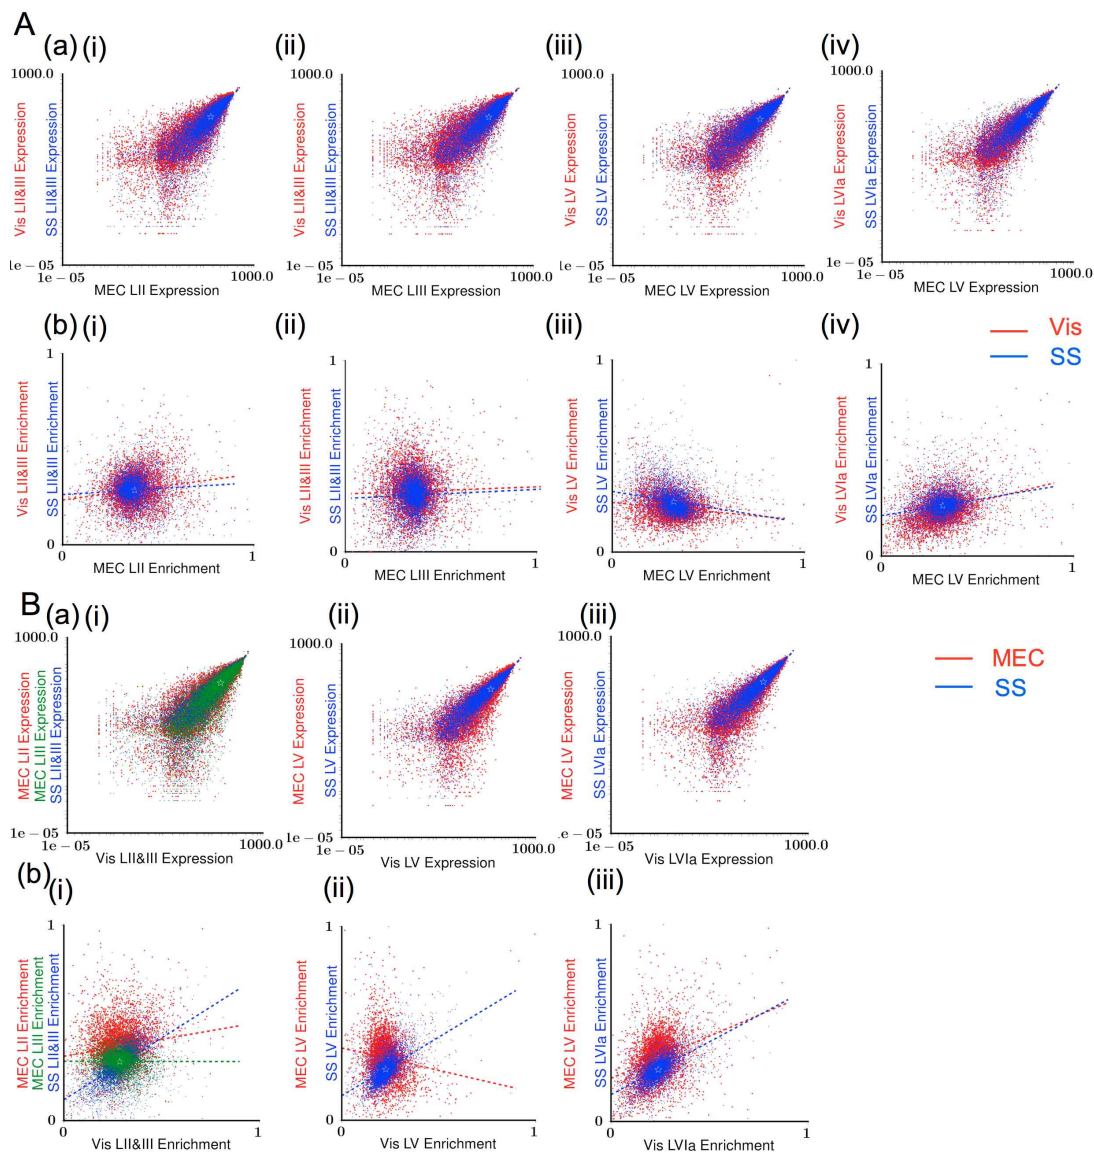 A
(a) (i)
(ii)
(iii)
(iv)
1000.0
Vis LII&III Expression
SS LII&III Expression
1e − 05
1e − 05
1000.0
MEC LII Expression
1000.0
Vis LII&III Expression
SS LII&III Expression
1e − 05
1e − 05
1000.0
MEC LIII Expression
1000.0
Vis LV Expression
SS LV Expression
1e − 05
1e − 05
1000.0
MEC LV Expression
1000.0
Vis LVIa Expression
SS LVIa Expression
1e − 05
1e − 05
1000.0
MEC LV Expression
(b) (i)
(ii)
(iii)
(iv)
Vis
SS
1
Vis LII&III Enrichment
SS LII&III Enrichment
0
0
1
MEC LII Enrichment
1
Vis LII&III Enrichment
SS LII&III Enrichment
0
0
1
MEC LIII Enrichment
1
Vis LV Enrichment
SS LV Enrichment
0
0
1
MEC LV Enrichment
1
Vis LVIa Enrichment
SS LVIa Enrichment
0
0
1
MEC LV Enrichment
B
(a) (i)
(ii)
(iii)
MEC
SS
1000.0
MEC LII Expression
MEC LIII Expression
SS LII&III Expression
1e − 05
1e − 05
1000.0
Vis LII&III Expression
1000.0
MEC LV Expression
SS LV Expression
1e − 05
1e − 05
1000.0
Vis LV Expression
1000.0
MEC LV Expression
SS LVIa Expression
e − 05
1e − 05
1000.0
Vis LVIa Expression
(b) (i)
(ii)
(iii)
1
MEC LII Enrichment
MEC LIII Enrichment
SS LII&III Enrichment
0
0
1
Vis LII&III Enrichment
1
MEC LV Enrichment
SS LV Enrichment
0
0
1
Vis LV Enrichment
1
MEC LV Enrichment
SS LVIa Enrichment
0
0
1
Vis LVIa Enrichment